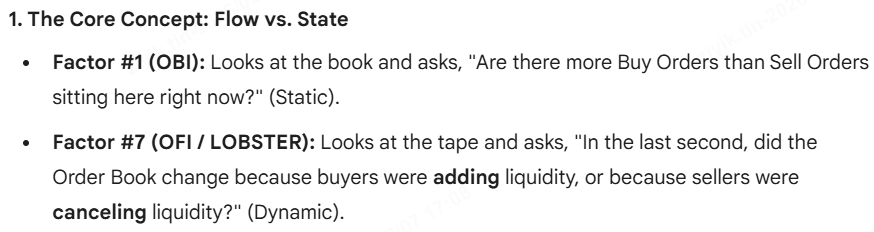 1. The Core Concept: Flow vs. State
• Factor #1 (OBI): Looks at the book and asks, "Are there more Buy Orders than Sell Orders
sitting here right now?" (Static).
• Factor #7 (OFI / LOBSTER): Looks at the tape and asks, "In the last second, did the
Order Book change because buyers were adding liquidity, or because sellers were
canceling liquidity?" (Dynamic).